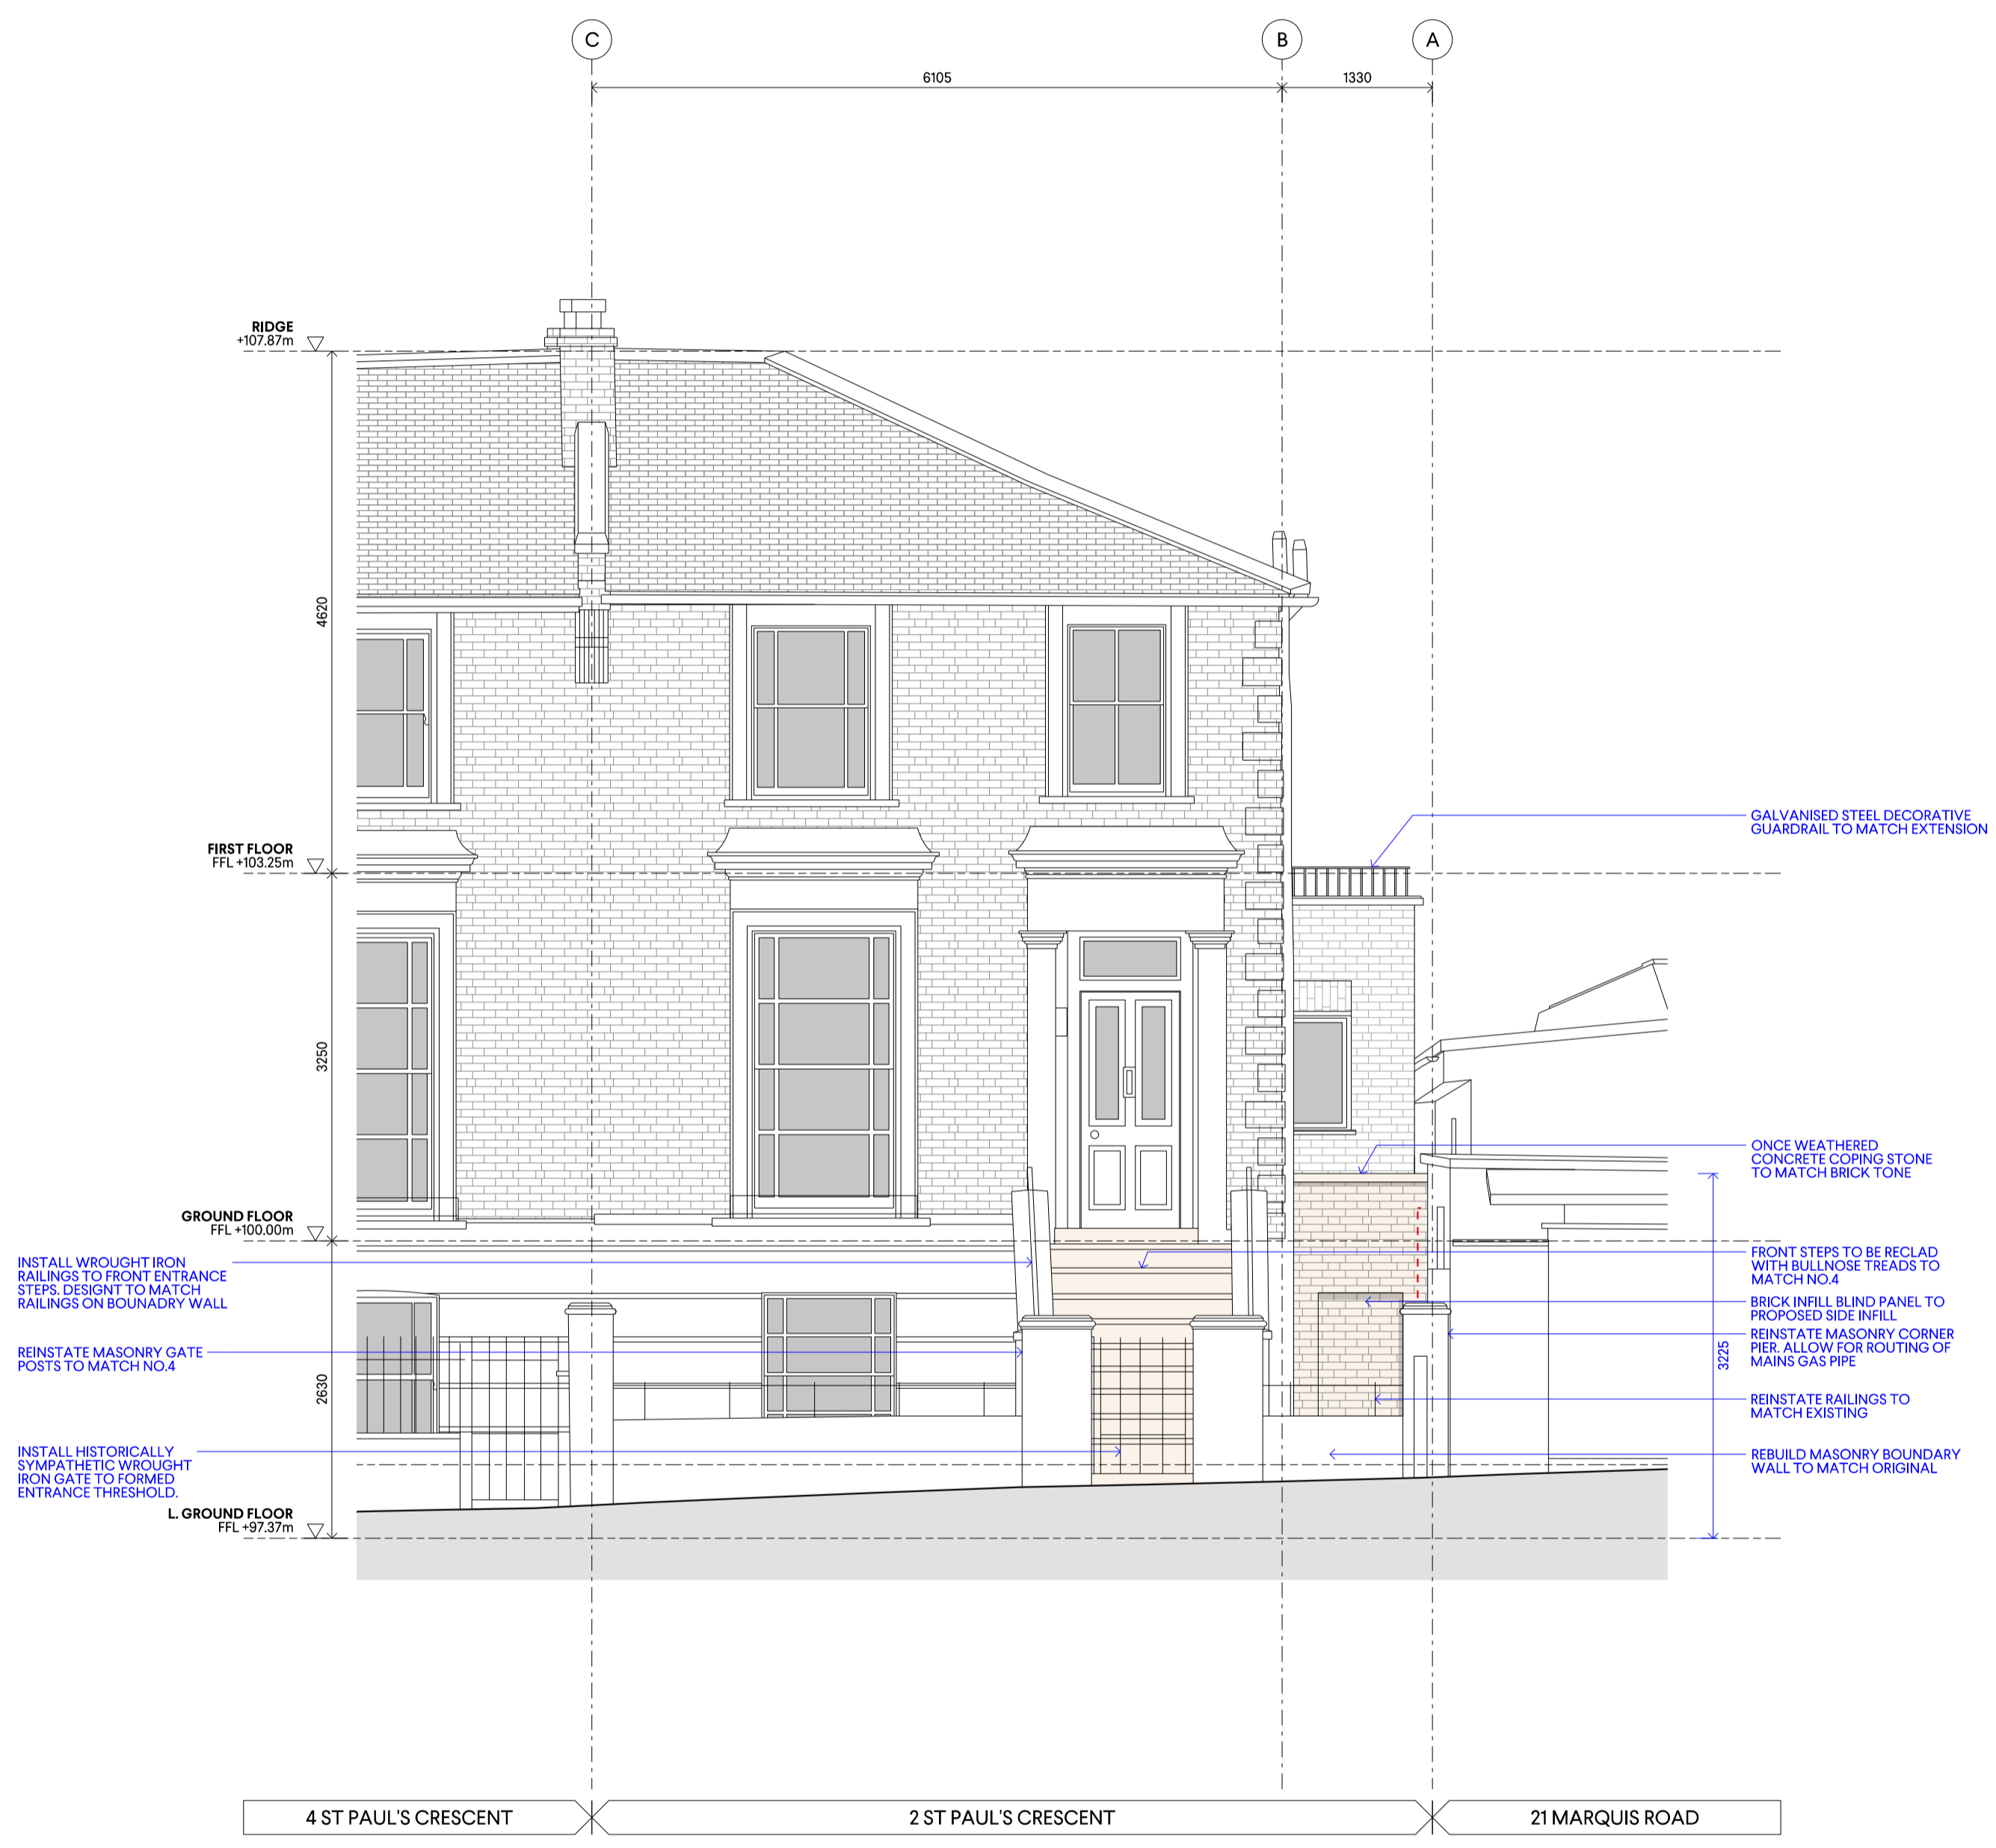 C
B
A
6105
1330
RIDGE
+107.87m
4620
GALVANISED STEEL DECORATIVE
GUARDRAIL TO MATCH EXTENSION
FIRST FLOOR
FFL +103.25m
3250
ONCE WEATHERED
CONCRETE COPING STONE
TO MATCH BRICK TONE
GROUND FLOOR
FFL +100.00m
INSTALL WROUGHT IRON
RAILINGS TO FRONT ENTRANCE
STEPS. DESIGNT TO MATCH
RAILINGS ON BOUNADRY WALL
FRONT STEPS TO BE RECLAD
WITH BULLNOSE TREADS TO
MATCH NO.4
BRICK INFILL BLIND PANEL TO
PROPOSED SIDE INFILL
REINSTATE MASONRY CORNER
PIER. ALLOW FOR ROUTING OF
MAINS GAS PIPE
REINSTATE MASONRY GATE
POSTS TO MATCH NO.4
2630
3225
REINSTATE RAILINGS TO
MATCH EXISTING
INSTALL HISTORICALLY
SYMPATHETIC WROUGHT
IRON GATE TO FORMED
ENTRANCE THRESHOLD.
REBUILD MASONRY BOUNDARY
WALL TO MATCH ORIGINAL
L. GROUND FLOOR
FFL +97.37m
4 ST PAUL'S CRESCENT
2 ST PAUL'S CRESCENT
21 MARQUIS ROAD